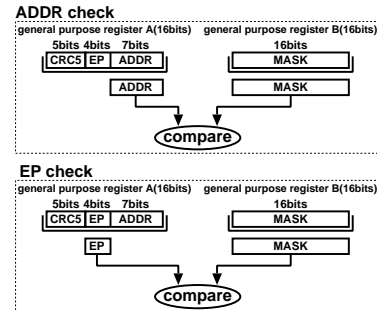 ADDR check
general purpose register A(16bits) general purpose register B(16bits)
5bits 4bits 7bits 16bits
CRC5 EP ADDR MASK
ADDR MASK
compare
EP check
general purpose register A(16bits) general purpose register B(16bits)
5bits 4bits 7bits 16bits
CRC5 EP ADDR MASK
EP MASK
compare